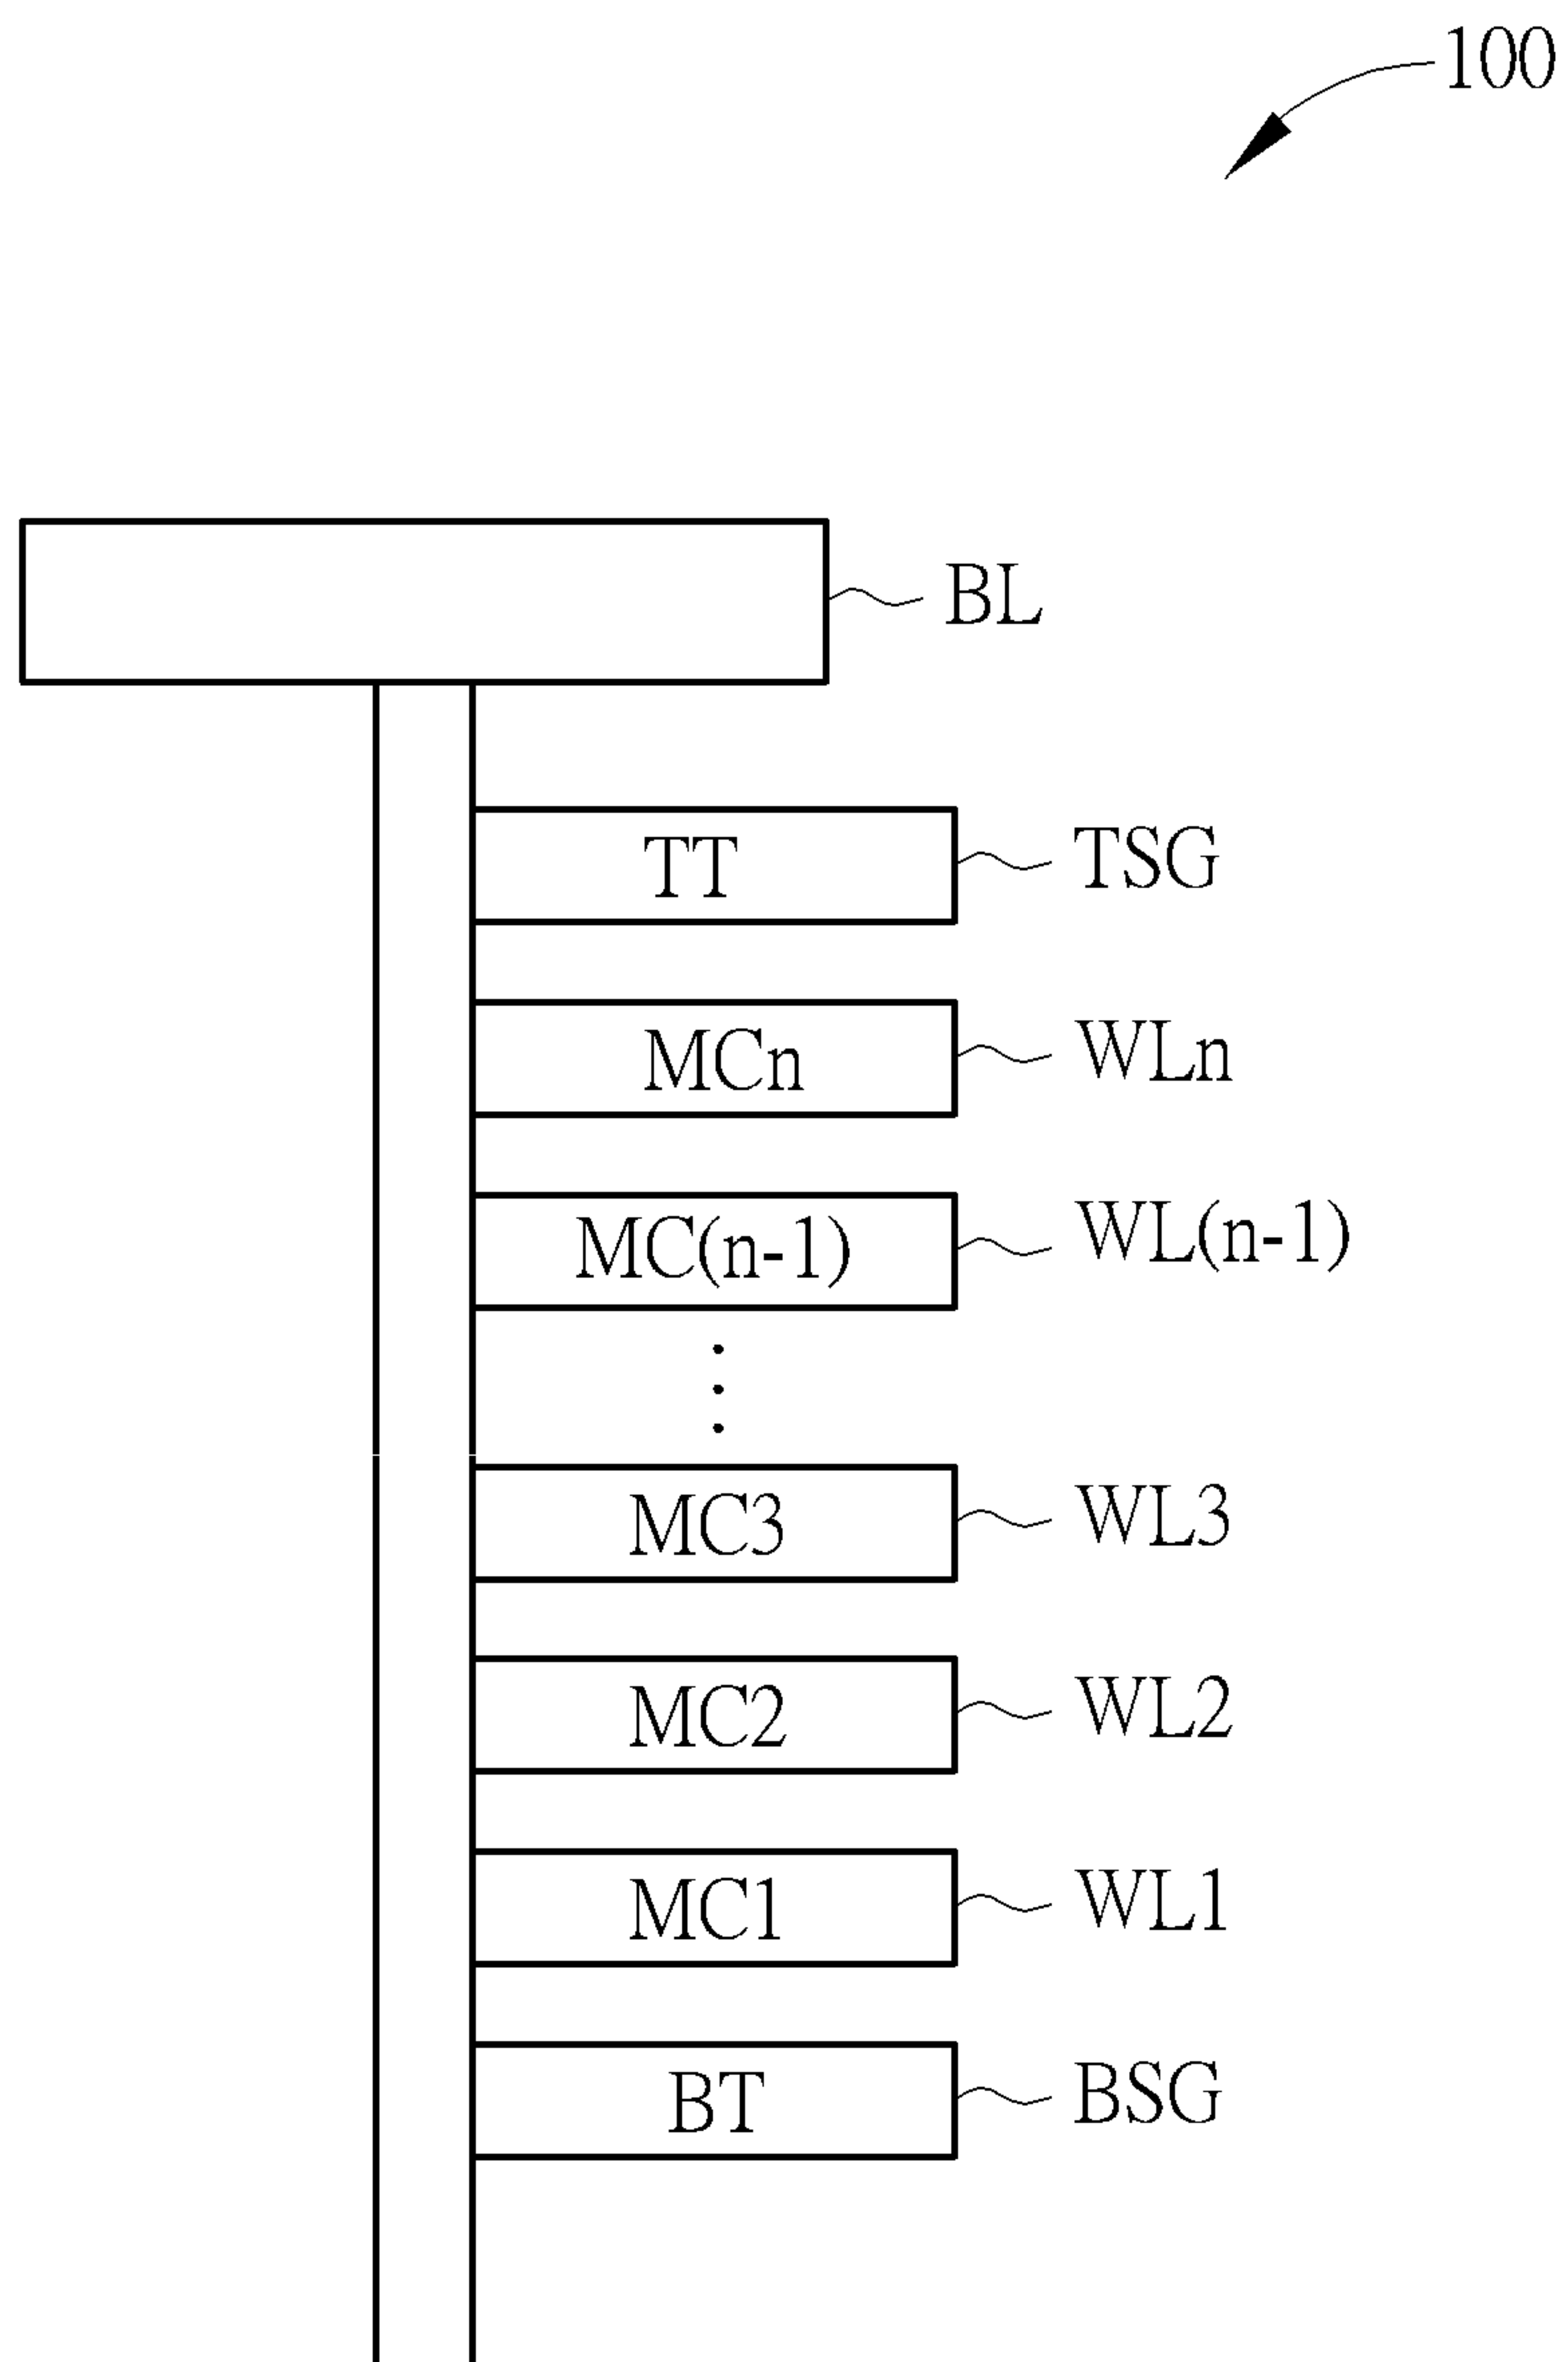 100
BL
TT TSG
MCn WLn
MC(n-1) WL(n-1)
MC3 WL3
MC2 WL2
MC1 WL1
BT BSG